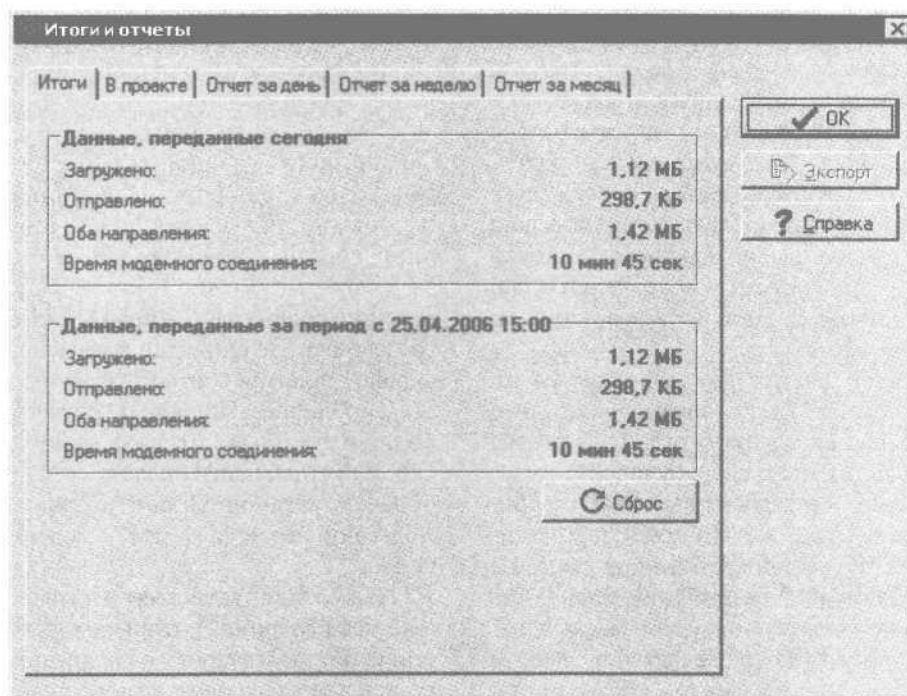 Итоги и отчеты
Итоги В проекте Отчет за день Отчет за неделю Отчет за месяц
Данные, переданные сегодня
Загружено: 1,12 МБ
Отправлено: 298,7 КБ
Оба направления: 1,42 МБ
Время модемного соединения: 10 мин 45 сек
Данные, переданные за период с 25.04.2006 15:00
Загружено: 1,12 МБ
Отправлено: 298,7 КБ
Оба направления: 1,42 МБ
Время модемного соединения: 10 мин 45 сек
Сброс
OK
Экспорт
Справка